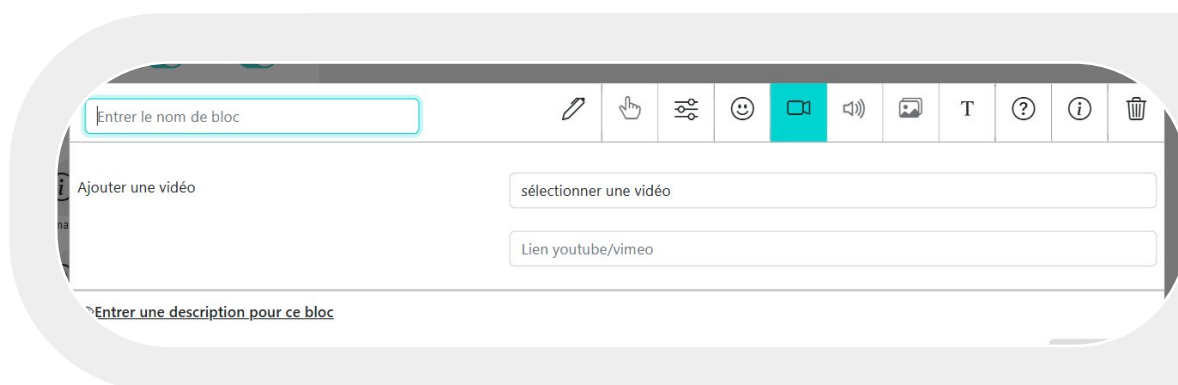 Entrer le nom de bloc
T
?
i
i
Ajouter une vidéo
sélectionner une vidéo
ma
Lien youtube/vimeo
Entrer une description pour ce bloc